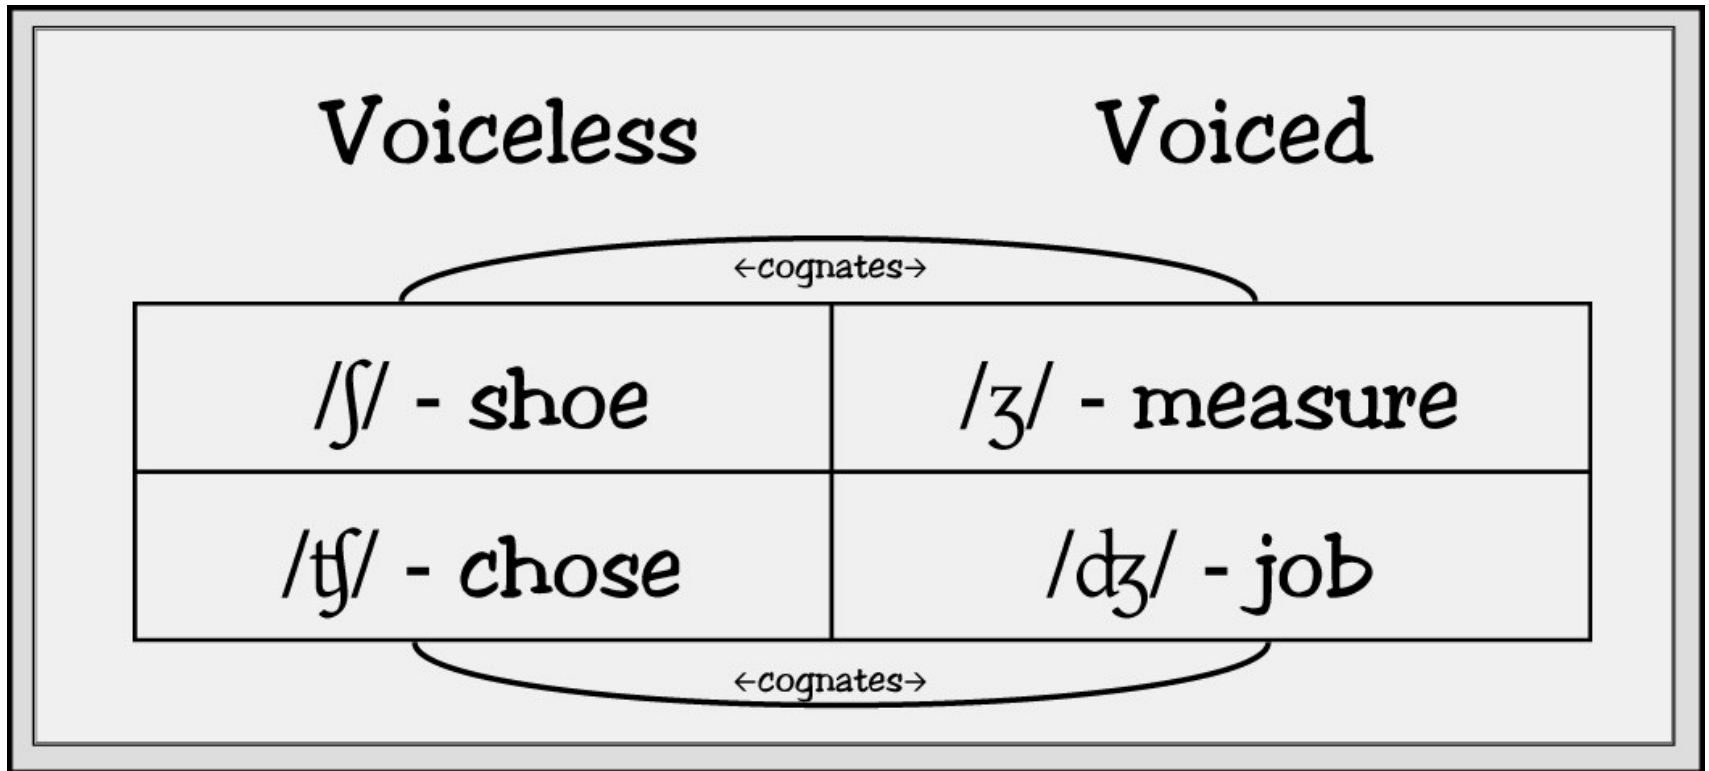 Voiceless Voiced
←cognates→
/ʃ/ - shoe /ʒ/ - measure
/ʧ/ - chose /ʤ/ - job
←cognates→